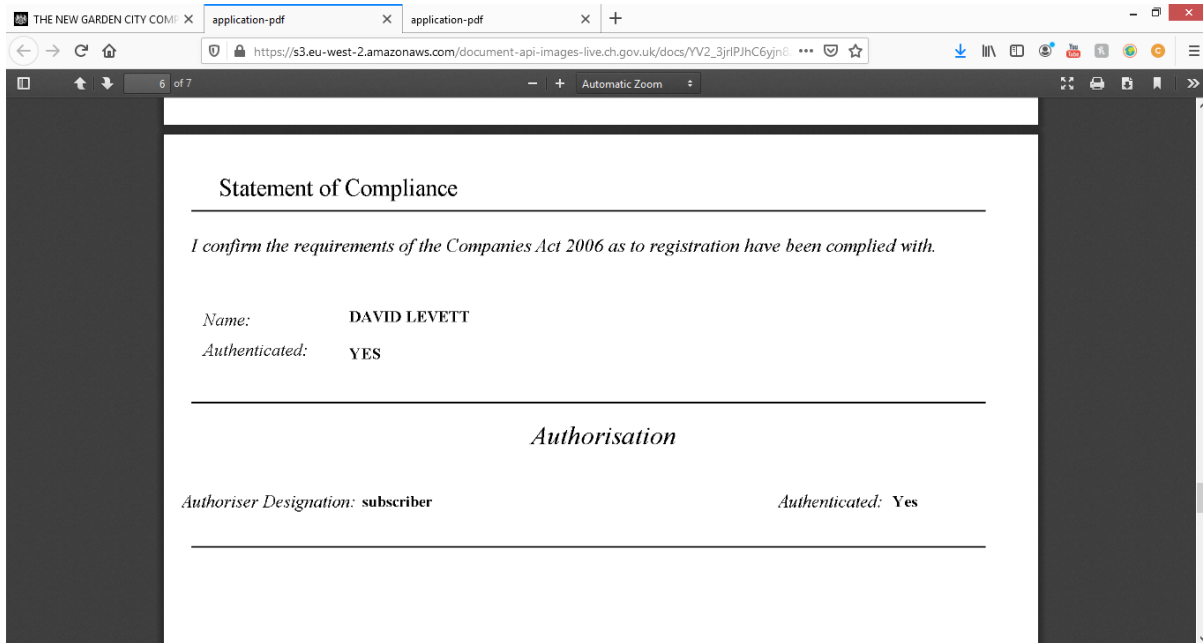 THE NEW GARDEN CITY COMP
application-pdf
application-pdf
https://s3.eu-west-2.amazonaws.com/document-api-images-live.ch.gov.uk/docs/YV2_3jrIPJhC6yjn8
6 of 7
Automatic Zoom
Statement of Compliance
I confirm the requirements of the Companies Act 2006 as to registration have been complied with.
Name: DAVID LEVETT
Authenticated: YES
Authorisation
Authoriser Designation: subscriber Authenticated: Yes